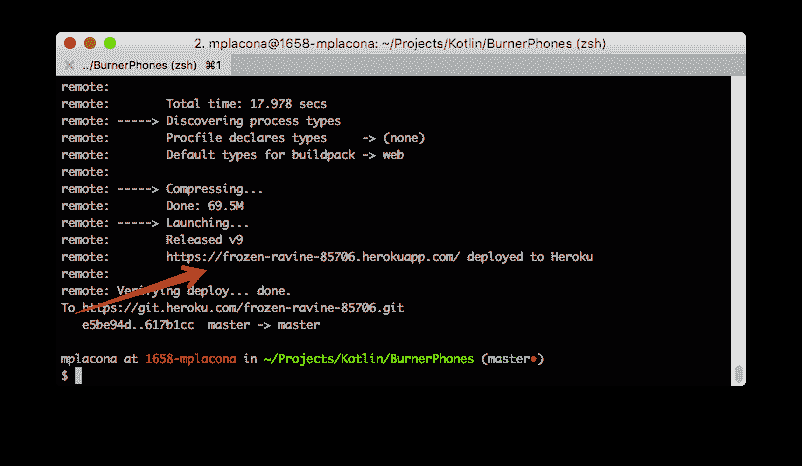 2. mplacona@1658-mplacona: ~/Projects/Kotlin/BurnerPhones (zsh)
../BurnerPhones (zsh) ⌘1
remote:
remote: Total time: 17.978 secs
remote: -----> Discovering process types
remote: Procfile declares types -> (none)
remote: Default types for buildpack -> web
remote:
remote: -----> Compressing...
remote: Done: 69.5M
remote: -----> Launching...
remote: Released v9
remote: https://frozen-ravine-85706.herokuapp.com/ deployed to Heroku
remote:
remote: Verifying deploy... done.
To https://git.heroku.com/frozen-ravine-85706.git
e5be94d..617b1cc master -> master
mplacona at 1658-mplacona in ~/Projects/Kotlin/BurnerPhones (master●)
$